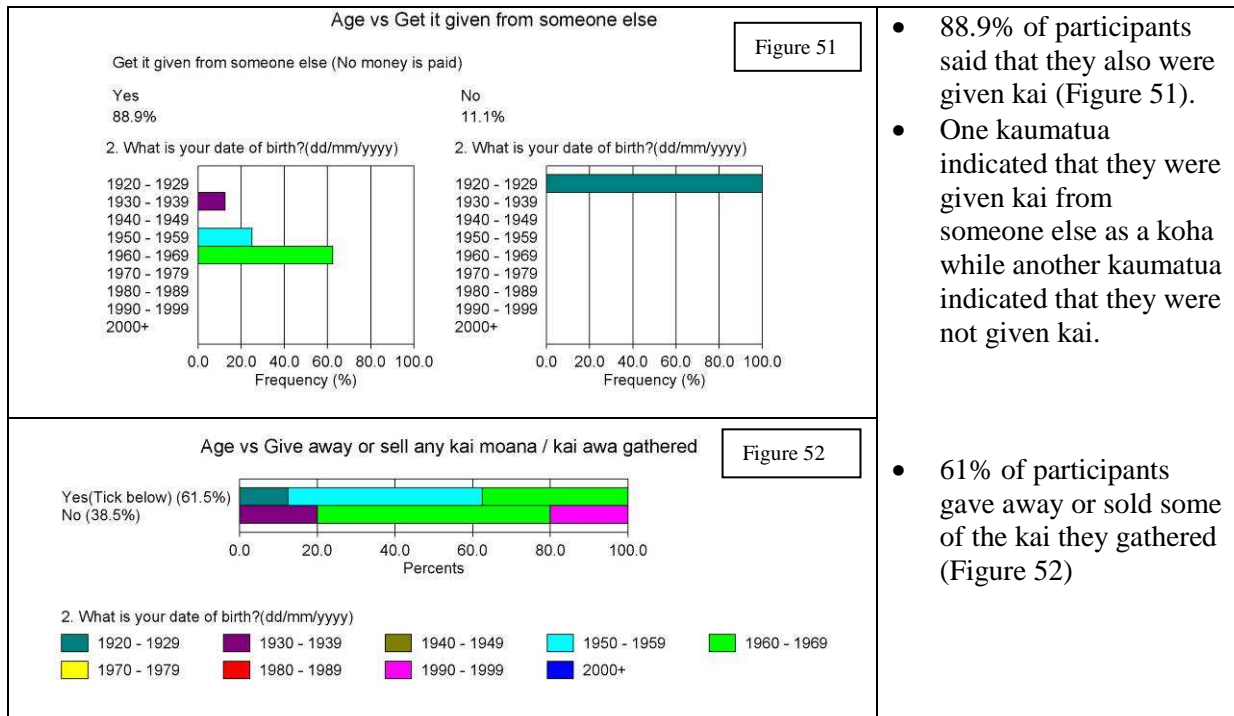 Age vs Get it given from someone else
Figure 51
Get it given from someone else (No money is paid)
Yes
88.9%
2. What is your date of birth?(dd/mm/yyyy)
1920 - 1929
1930 - 1939
1940 - 1949
1950 - 1959
1960 - 1969
1970 - 1979
1980 - 1989
1990 - 1999
2000+
0.0 20.0 40.0 60.0 80.0 100.0
Frequency (%)
No
11.1%
2. What is your date of birth?(dd/mm/yyyy)
1920 - 1929
1930 - 1939
1940 - 1949
1950 - 1959
1960 - 1969
1970 - 1979
1980 - 1989
1990 - 1999
2000+
0.0 20.0 40.0 60.0 80.0 100.0
Frequency (%)
• 88.9% of participants
said that they also were
given kai (Figure 51).
• One kaumatua
indicated that they were
given kai from
someone else as a koha
while another kaumatua
indicated that they were
not given kai.
Age vs Give away or sell any kai moana / kai awa gathered
Figure 52
Yes(Tick below) (61.5%)
No (38.5%)
0.0 20.0 40.0 60.0 80.0 100.0
Percents
2. What is your date of birth?(dd/mm/yyyy)
1920 - 1929 1930 - 1939 1940 - 1949 1950 - 1959 1960 - 1969
1970 - 1979 1980 - 1989 1990 - 1999 2000+
• 61% of participants
gave away or sold some
of the kai they gathered
(Figure 52)